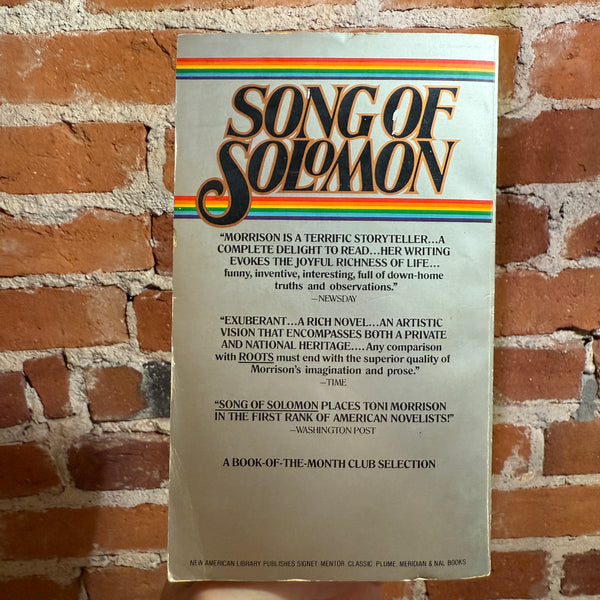 SONG OF
SOLOMON
“MORRISON IS A TERRIFIC STORYTELLER...A
COMPLETE DELIGHT TO READ...HER WRITING
EVOKES THE JOYFUL RICHNESS OF LIFE...
funny, inventive, interesting, full of down-home
truths and observations.”
—NEWSDAY
“EXUBERANT...A RICH NOVEL...AN ARTISTIC
VISION THAT ENCOMPASSES BOTH A PRIVATE
AND NATIONAL HERITAGE.... Any comparison
with ROOTS must end with the superior quality of
Morrison's imagination and prose.”
—TIME
“SONG OF SOLOMON PLACES TONI MORRISON
IN THE FIRST RANK OF AMERICAN NOVELISTS!”
—WASHINGTON POST
A BOOK-OF-THE-MONTH CLUB SELECTION
NEW AMERICAN LIBRARY PUBLISHES SIGNET, MENTOR, CLASSIC, PLUME, MERIDIAN & NAL BOOKS